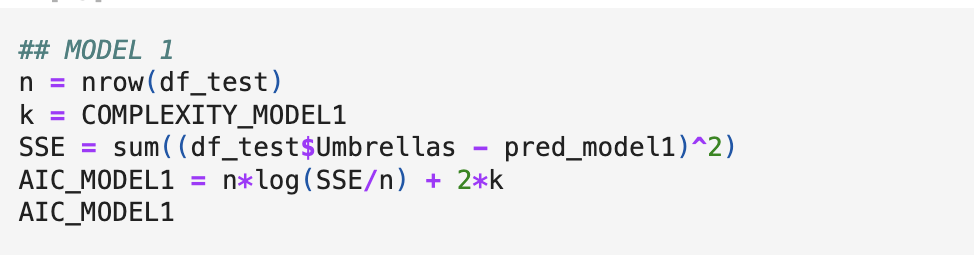 ## MODEL 1
n = nrow(df_test)
k = COMPLEXITY_MODEL1
SSE = sum((df_test$Umbrellas - pred_model1)^2)
AIC_MODEL1 = n*log(SSE/n) + 2*k
AIC_MODEL1